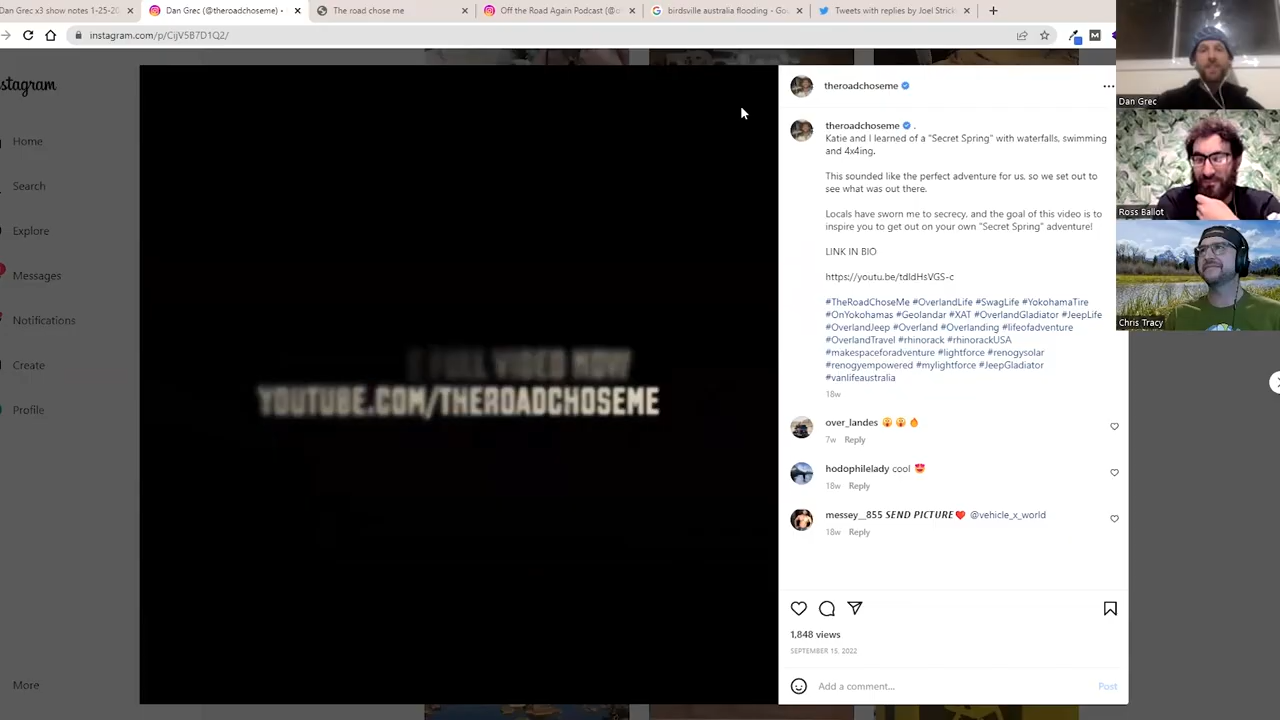 Dan Grec x3 show notes 1-25-20
Dan Grec (@theroadchoseme) •
The road chose me
Off the Road Again Podcast (@o
birdsville australia flooding - Go
Tweets with replies by Joel Strick
instagram.com/p/CijV5B7D1Q2/
stagram
Home
Search
Explore
Messages
Notifications
Create
Profile
More
FULL VIDEO NOW
YOUTUBE.COM/THEROADCHOSEME
theroadchoseme
theroadchoseme .
Katie and I learned of a "Secret Spring" with waterfalls, swimming
and 4x4ing.
This sounded like the perfect adventure for us, so we set out to
see what was out there.
Locals have sworn me to secrecy, and the goal of this video is to
inspire you to get out on your own "Secret Spring" adventure!
LINK IN BIO
https://youtu.be/tdldHsVGS-c
#TheRoadChoseMe #OverlandLife #SwagLife #YokohamaTire
#OnYokohamas #Geolandar #XAT #OverlandGladiator #JeepLife
#OverlandJeep #Overland #Overlanding #lifeofadventure
#OverlandTravel #rhinorack #rhinorackUSA
#makespaceforadventure #lightforce #renogysolar
#renogyempowered #mylightforce #JeepGladiator
#vanlifeaustralia
18w
over_landes
7w Reply
hodophilelady cool
18w Reply
messey__855 SEND PICTURE @vehicle_x_world
18w Reply
1,848 views
SEPTEMBER 15, 2022
Add a comment...
Post
Dan Grec
Ross Ballot
Chris Tracy